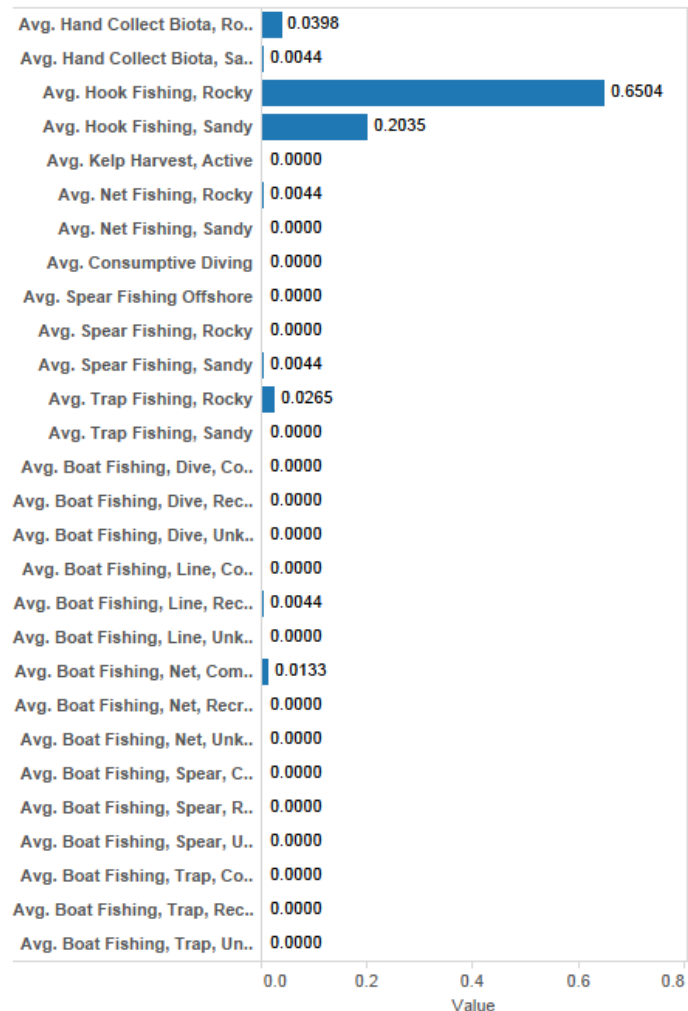 Avg. Hand Collect Biota, Ro.. 0.0398
Avg. Hand Collect Biota, Sa.. 0.0044
Avg. Hook Fishing, Rocky 0.6504
Avg. Hook Fishing, Sandy 0.2035
Avg. Kelp Harvest, Active 0.0000
Avg. Net Fishing, Rocky 0.0044
Avg. Net Fishing, Sandy 0.0000
Avg. Consumptive Diving 0.0000
Avg. Spear Fishing Offshore 0.0000
Avg. Spear Fishing, Rocky 0.0000
Avg. Spear Fishing, Sandy 0.0044
Avg. Trap Fishing, Rocky 0.0265
Avg. Trap Fishing, Sandy 0.0000
Avg. Boat Fishing, Dive, Co.. 0.0000
Avg. Boat Fishing, Dive, Rec.. 0.0000
Avg. Boat Fishing, Dive, Unk.. 0.0000
Avg. Boat Fishing, Line, Co.. 0.0000
Avg. Boat Fishing, Line, Rec.. 0.0044
Avg. Boat Fishing, Line, Unk.. 0.0000
Avg. Boat Fishing, Net, Com.. 0.0133
Avg. Boat Fishing, Net, Recr.. 0.0000
Avg. Boat Fishing, Net, Unk.. 0.0000
Avg. Boat Fishing, Spear, C.. 0.0000
Avg. Boat Fishing, Spear, R.. 0.0000
Avg. Boat Fishing, Spear, U.. 0.0000
Avg. Boat Fishing, Trap, Co.. 0.0000
Avg. Boat Fishing, Trap, Rec.. 0.0000
Avg. Boat Fishing, Trap, Un.. 0.0000
0.0 0.2 0.4 0.6 0.8
Value